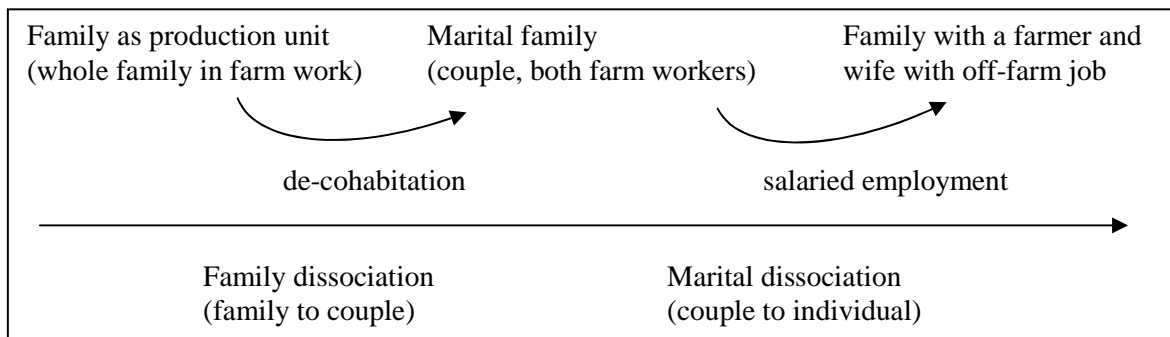 Family as production unit
(whole family in farm work)
Marital family
(couple, both farm workers)
Family with a farmer and
wife with off-farm job
de-cohabitation
salaried employment
Family dissociation
(family to couple)
Marital dissociation
(couple to individual)